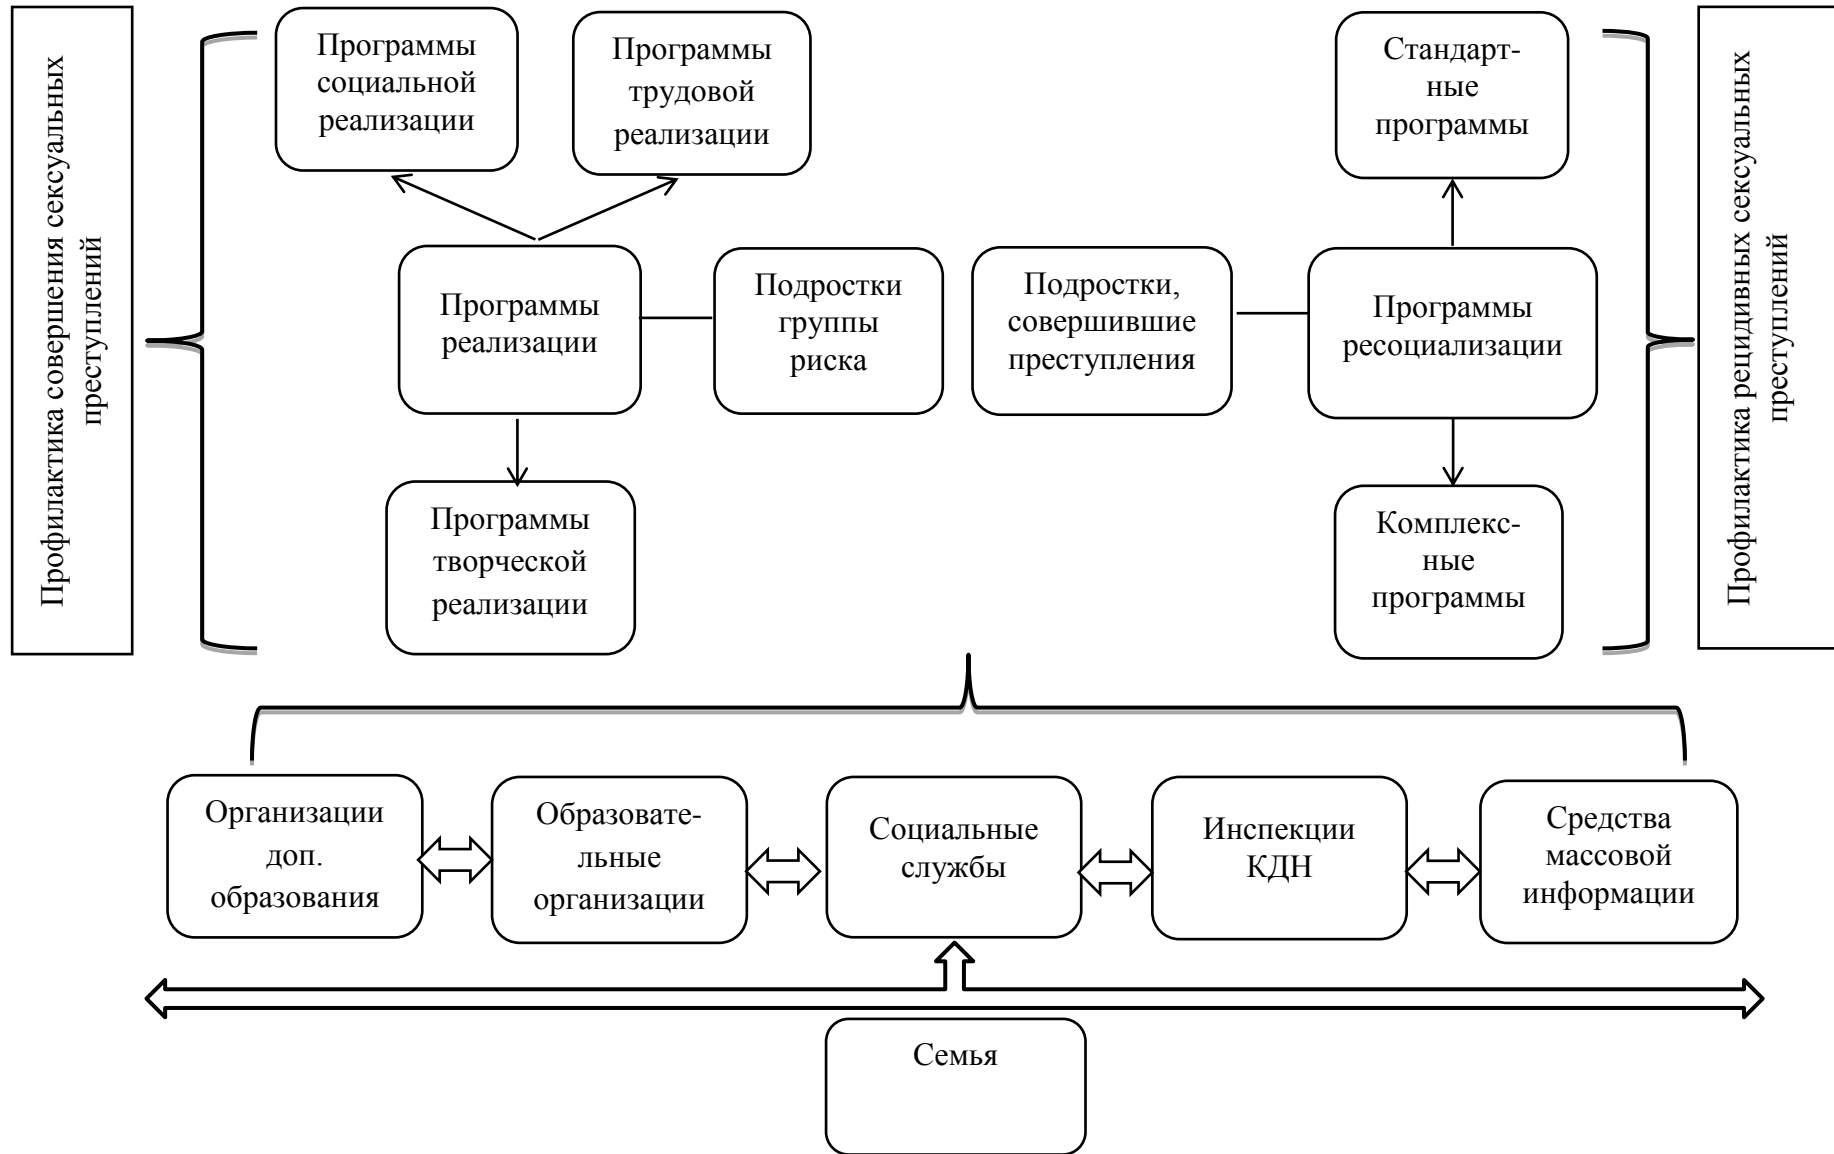 Профилактика совершения сексуальных
преступлений
Программы
социальной
реализации
Программы
трудовой
реализации
Стандарт-
ные
программы
Программы
реализации
Подростки
группы
риска
Подростки,
совершившие
преступления
Программы
ресоциализации
Программы
творческой
реализации
Комплекс-
ные
программы
Профилактика рецидивных сексуальных
преступлений
Организации
доп.
образования
Образовате-
льные
организации
Социальные
службы
Инспекции
КДН
Средства
массовой
информации
Семья